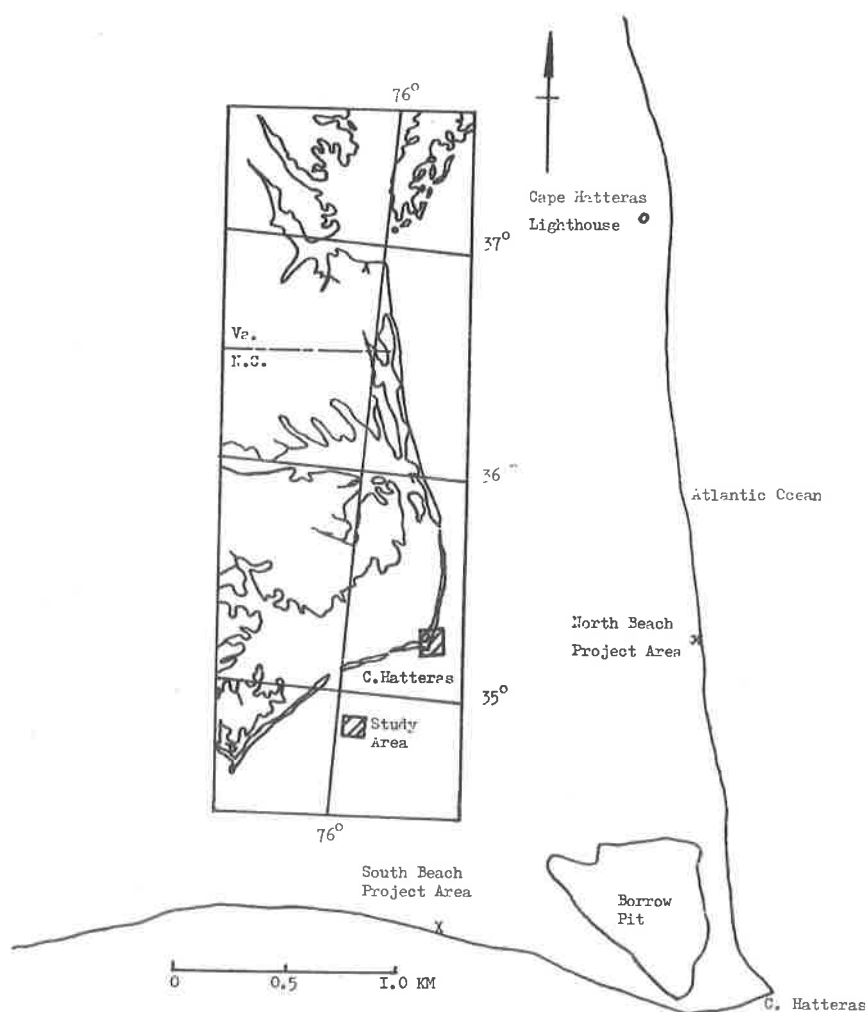 76°
Cape Hatteras
Lighthouse
37°
Va.
N.C.
36
Atlantic Ocean
North Beach
Project Area
X
C.Hatteras
35°
Study
Area
76°
South Beach
Project Area
X
Borrow
Pit
0
0.5
1.0 KM
C. Hatteras